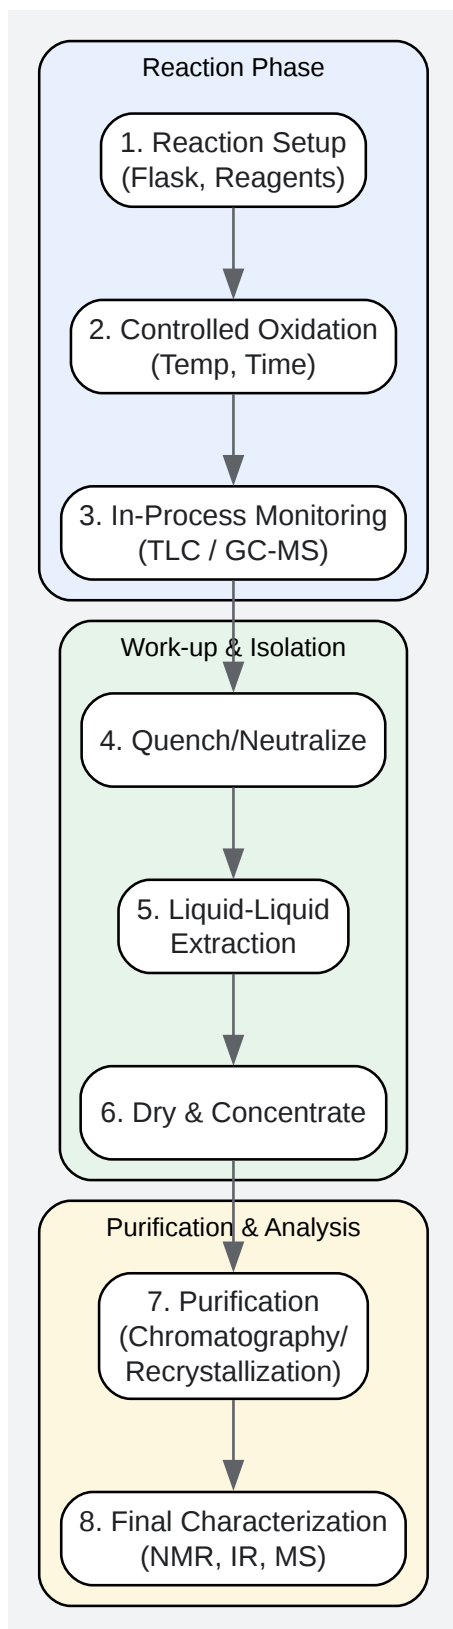 Reaction Phase
1. Reaction Setup
(Flask, Reagents)
2. Controlled Oxidation
(Temp, Time)
3. In-Process Monitoring
(TLC / GC-MS)
Work-up & Isolation
4. Quench/Neutralize
5. Liquid-Liquid
Extraction
6. Dry & Concentrate
Purification & Analysis
7. Purification
(Chromatography/
Recrystallization)
8. Final Characterization
(NMR, IR, MS)